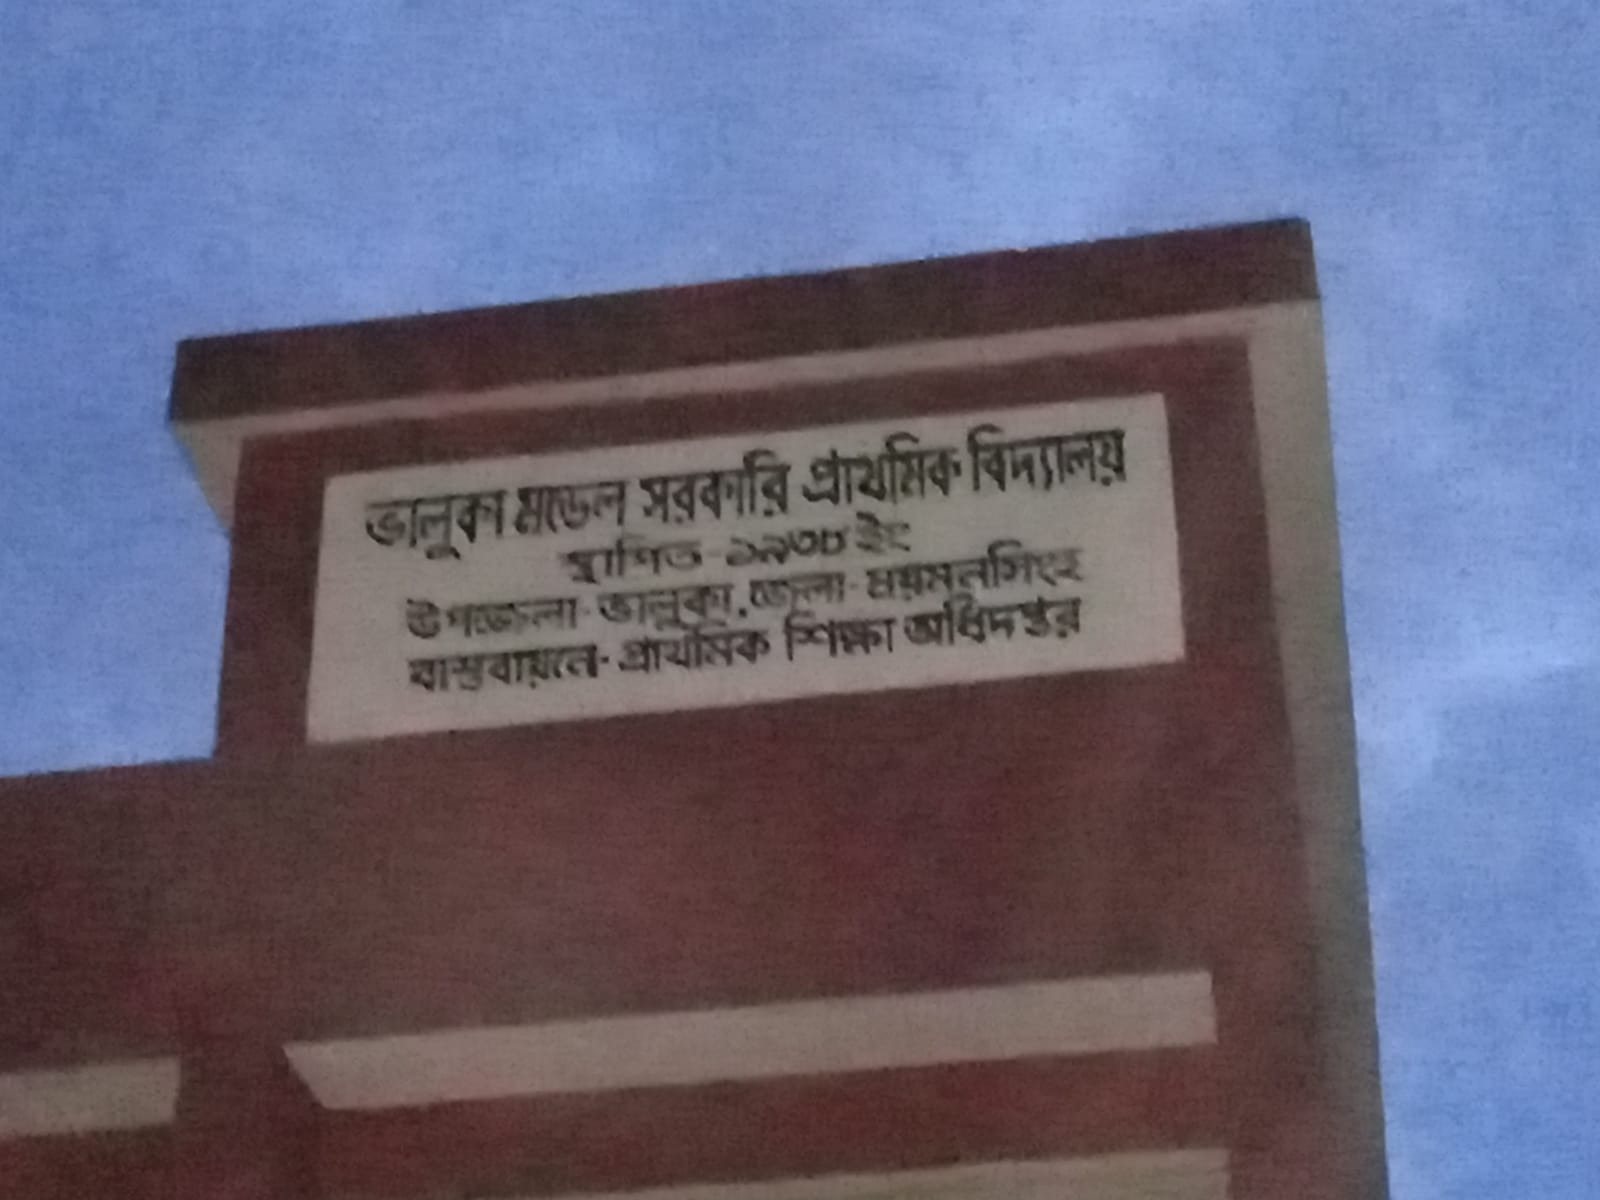 ভালুকা মডেল সরকারি প্রাথমিক বিদ্যালয়
স্থাপিত - ১৯৩৮ ইং
উপজেলা - ভালুকা, জেলা - ময়মনসিংহ
বাস্তবায়নে - প্রাথমিক শিক্ষা অধিদপ্তর